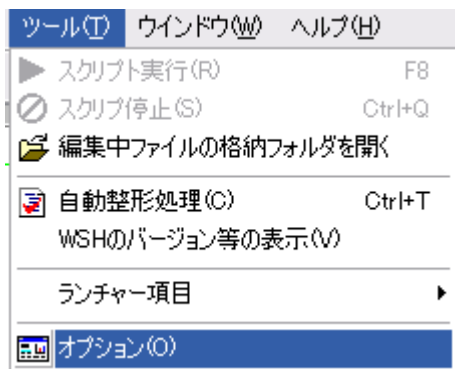 ツール(T) ウインドウ(W) ヘルプ(H)
スクリプト実行(R) F8
スクリプ停止(S) Ctrl+Q
編集中ファイルの格納フォルダを開く
自動整形処理(C) Ctrl+T
WSHのバージョン等の表示(V)
ランチャー項目
オプション(O)